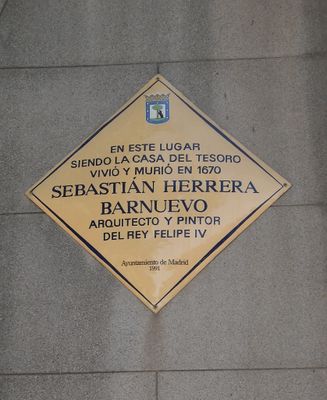 EN ESTE LUGAR
SIENDO LA CASA DEL TESORO
VIVIÓ Y MURIÓ EN 1670
SEBASTIÁN HERRERA
BARNUEVO
ARQUITECTO Y PINTOR
DEL REY FELIPE IV
Ayuntamiento de Madrid
1991